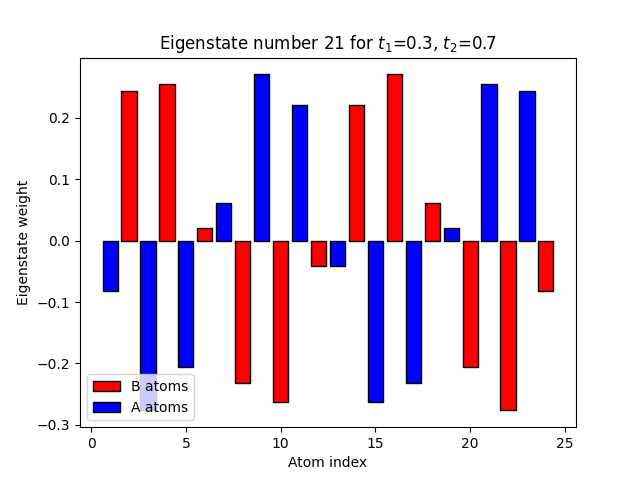 Eigenstate number 21 for t₁=0.3, t₂=0.7
Eigenstate weight
0.2
0.1
0.0
−0.1
−0.2
−0.3
B atoms
A atoms
0 5 10 15 20 25
Atom index